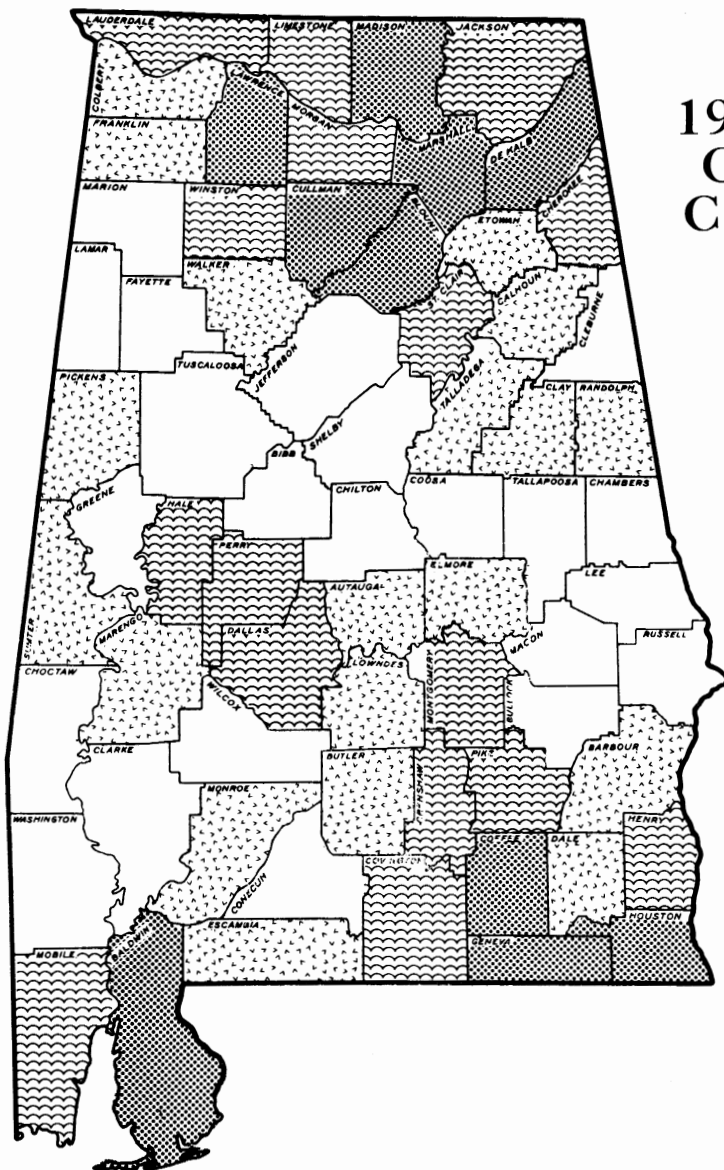 LAUDERDALE
LIMESTONE
MADISON
JACKSON
COLBERT
LAWRENCE
MORGAN
FRANKLIN
MARSHALL
DE KALB
19
C
C
MARION
WINSTON
CULLMAN
ETOWAH
CHEROKEE
LAMAR
WALKER
FAYETTE
ST. CLAIR
CALHOUN
CLEBURNE
TUSCALOOSA
JEFFERSON
PICKENS
TALLADEGA
CLAY
RANDOLPH
SHELBY
BIBB
GREENE
CHILTON
COOSA
TALLAPOOSA
CHAMBERS
HALE
PERRY
ELMORE
AUTAUGA
LEE
SUMTER
MARENGO
DALLAS
MACON
RUSSELL
CHOCTAW
WILCOX
LOWNDES
MONTGOMERY
BULLOCK
CLARKE
BUTLER
PIKE
BARBOUR
MONROE
WASHINGTON
COFFEE
DALE
HENRY
CONECUH
ESCAMBIA
HOUSTON
GENEVA
MOBILE
BALDWIN